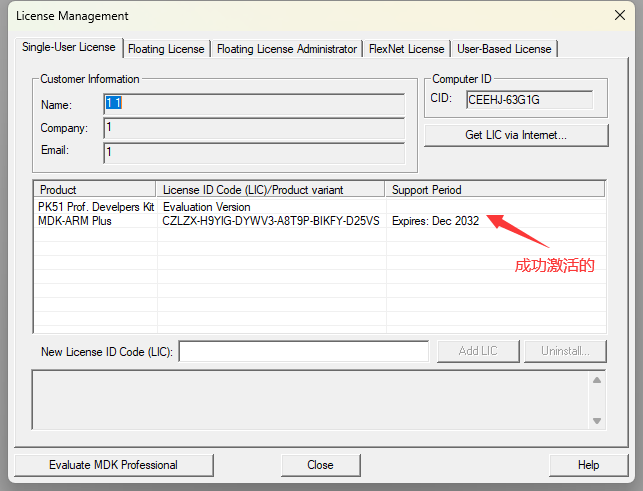 License Management
Single-User License Floating License Floating License Administrator FlexNet License User-Based License
Customer Information
Name: 1 1
Company: 1
Email: 1
Computer ID
CID: CEEHJ-63G1G
Get LIC via Internet...
Product License ID Code (LIC)/Product variant Support Period
PK51 Prof. Develpers Kit Evaluation Version
MDK-ARM Plus CZLZX-H9YIG-DYWV3-A8T9P-BIKFY-D25VS Expires: Dec 2032
成功激活的
New License ID Code (LIC): Add LIC Uninstall...
Evaluate MDK Professional Close Help